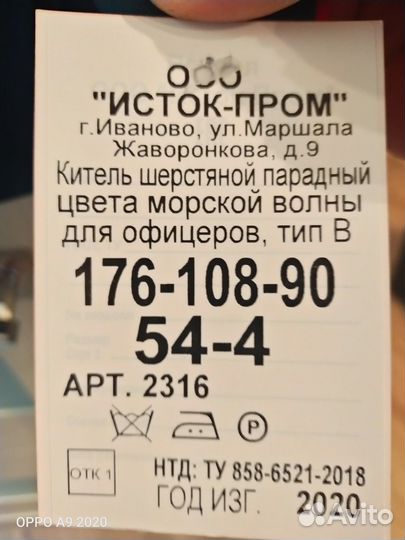 ООО
"ИСТОК-ПРОМ"
г.Иваново, ул.Маршала
Жаворонкова, д.9
Китель шерстяной парадный
цвета морской волны
для офицеров, тип В
176-108-90
54-4
АРТ. 2316
P
ОТК 1
НТД: ТУ 858-6521-2018
ГОД ИЗГ. 2020
OPPO A9 2020
Avito